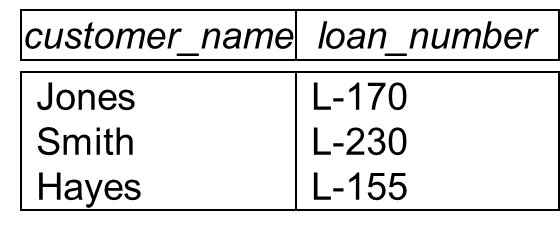 customer_name loan_number
Jones L-170
Smith L-230
Hayes L-155